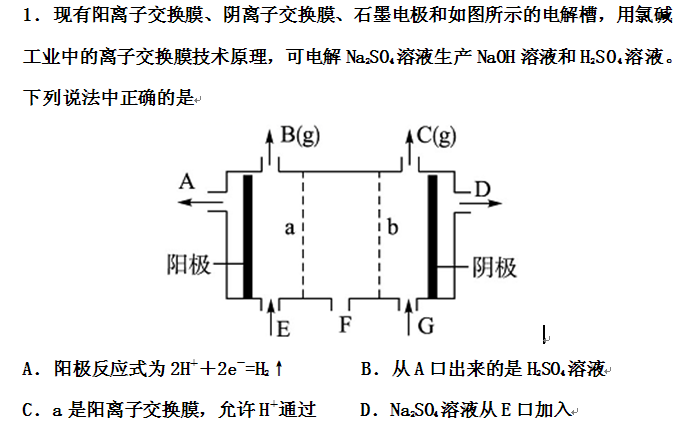 1．现有阳离子交换膜、阴离子交换膜、石墨电极和如图所示的电解槽，用氯碱
工业中的离子交换膜技术原理，可电解Na₂SO₄溶液生产NaOH溶液和H₂SO₄溶液。
下列说法中正确的是
B(g) C(g)
A D
a b
阳极 阴极
E F G
A．阳极反应式为2H⁺＋2e⁻=H₂↑ B．从A口出来的是H₂SO₄溶液
C．a是阳离子交换膜，允许H⁺通过 D．Na₂SO₄溶液从E口加入